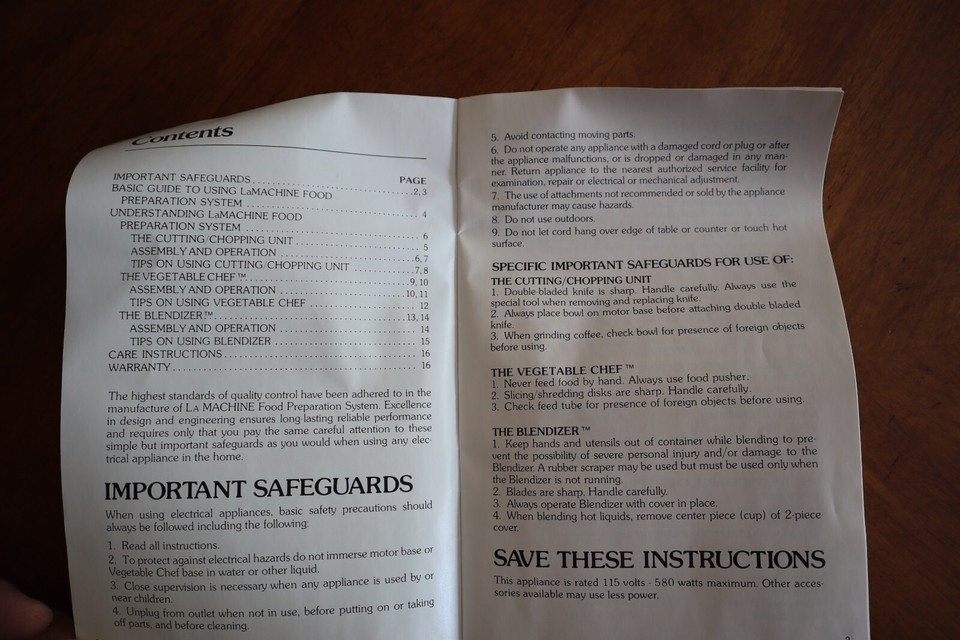 Contents
PAGE
IMPORTANT SAFEGUARDS . . . . . . . . . . . . . . . . . . . . . . . . . . 2, 3
BASIC GUIDE TO USING LaMACHINE FOOD
PREPARATION SYSTEM . . . . . . . . . . . . . . . . . . . . . . . . . . 4
UNDERSTANDING LaMACHINE FOOD
PREPARATION SYSTEM . . . . . . . . . . . . . . . . . . . . . . . . . . 6
THE CUTTING/CHOPPING UNIT . . . . . . . . . . . . . . . . . . . 5
ASSEMBLY AND OPERATION . . . . . . . . . . . . . . . . . . . . 6, 7
TIPS ON USING CUTTING/CHOPPING UNIT . . . . . . . . . . 7, 8
THE VEGETABLE CHEF™ . . . . . . . . . . . . . . . . . . . . . . . . 9, 10
ASSEMBLY AND OPERATION . . . . . . . . . . . . . . . . . . . . 10, 11
TIPS ON USING VEGETABLE CHEF . . . . . . . . . . . . . . . . 12
THE BLENDIZER™ . . . . . . . . . . . . . . . . . . . . . . . . . . . . 13, 14
ASSEMBLY AND OPERATION . . . . . . . . . . . . . . . . . . . . 14
TIPS ON USING BLENDIZER . . . . . . . . . . . . . . . . . . . . . 15
CARE INSTRUCTIONS . . . . . . . . . . . . . . . . . . . . . . . . . . . 16
WARRANTY . . . . . . . . . . . . . . . . . . . . . . . . . . . . . . . . . . 16
The highest standards of quality control have been adhered to in the
manufacture of LA MACHINE Food Preparation System. Excellence
in design and engineering ensures long-lasting reliable performance
and requires only that you pay the same careful attention to these
simple but important safeguards as you would when using any elec-
trical appliance in the home.
IMPORTANT SAFEGUARDS
When using electrical appliances, basic safety precautions should
always be followed including the following:
1. Read all instructions.
2. To protect against electrical hazards do not immerse motor base or
Vegetable Chef base in water or other liquid.
3. Close supervision is necessary when any appliance is used by or
near children.
4. Unplug from outlet when not in use, before putting on or taking
off parts, and before cleaning.
5. Avoid contacting moving parts.
6. Do not operate any appliance with a damaged cord or plug or after
the appliance malfunctions, or is dropped or damaged in any man-
ner. Return appliance to the nearest authorized service facility for
examination, repair or electrical or mechanical adjustment.
7. The use of attachments not recommended or sold by the appliance
manufacturer may cause hazards.
8. Do not use outdoors.
9. Do not let cord hang over edge of table or counter or touch hot
surface.
SPECIFIC IMPORTANT SAFEGUARDS FOR USE OF:
THE CUTTING/CHOPPING UNIT
1. Double-bladed knife is sharp. Handle carefully. Always use the
special tool when removing and replacing knife.
2. Always place bowl on motor base before attaching double bladed
knife.
3. When grinding coffee, check bowl for presence of foreign objects
before using.
THE VEGETABLE CHEF™
1. Never feed food by hand. Always use food pusher.
2. Slicing/shredding disks are sharp. Handle carefully.
3. Check feed tube for presence of foreign objects before using.
THE BLENDIZER™
1. Keep hands and utensils out of container while blending to pre-
vent the possibility of severe personal injury and/or damage to the
Blendizer. A rubber scraper may be used but must be used only when
the Blendizer is not running.
2. Blades are sharp. Handle carefully.
3. Always operate Blendizer with cover in place.
4. When blending hot liquids, remove center piece (cup) of 2-piece
cover.
SAVE THESE INSTRUCTIONS
This appliance is rated 115 volts - 580 watts maximum. Other acces-
sories available may use less power.